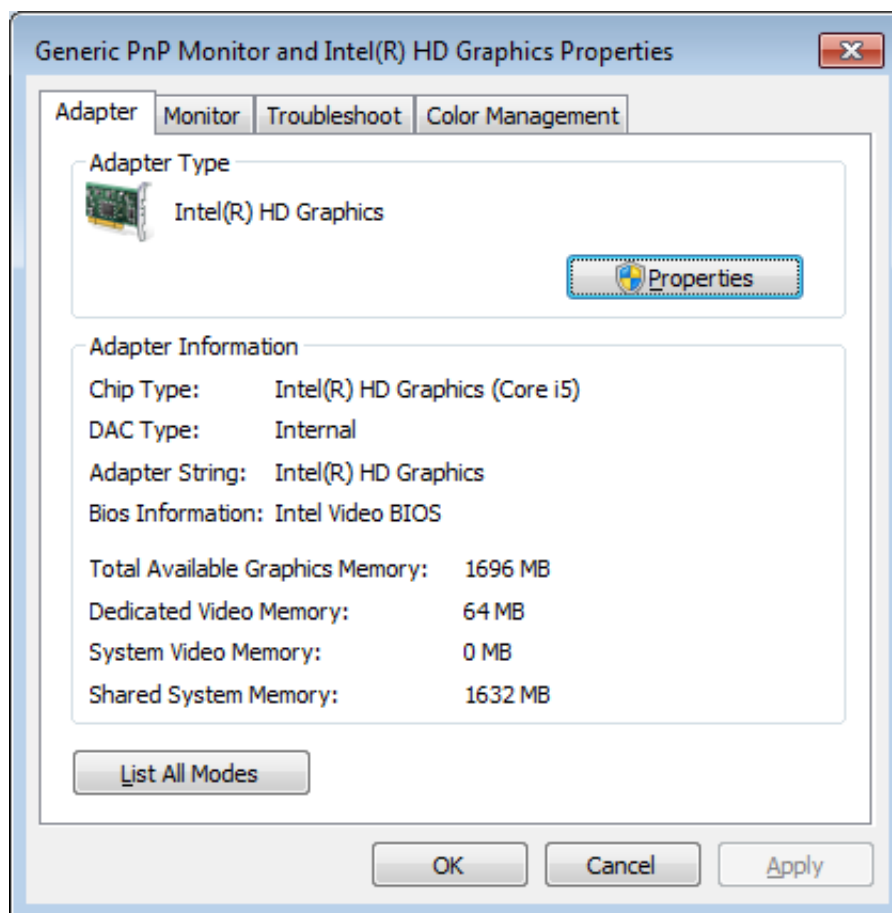 Generic PnP Monitor and Intel(R) HD Graphics Properties
Adapter Monitor Troubleshoot Color Management
Adapter Type
Intel(R) HD Graphics
Properties
Adapter Information
Chip Type: Intel(R) HD Graphics (Core i5)
DAC Type: Internal
Adapter String: Intel(R) HD Graphics
Bios Information: Intel Video BIOS
Total Available Graphics Memory: 1696 MB
Dedicated Video Memory: 64 MB
System Video Memory: 0 MB
Shared System Memory: 1632 MB
List All Modes
OK Cancel Apply